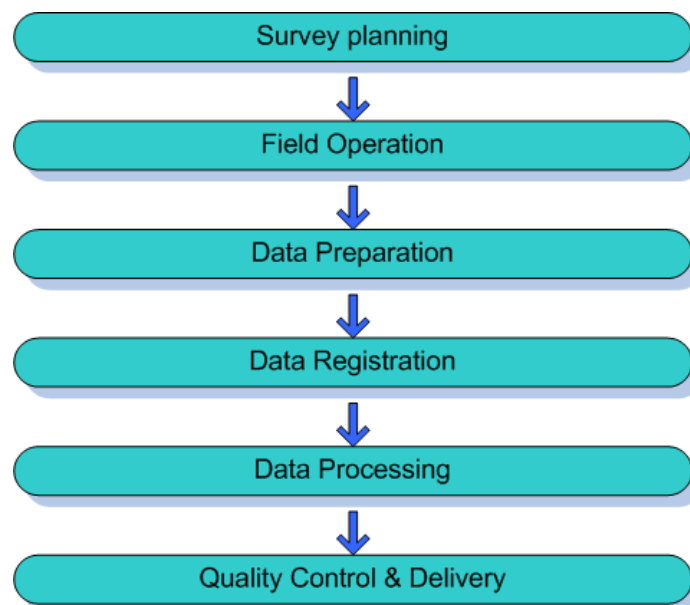 Survey planning
Field Operation
Data Preparation
Data Registration
Data Processing
Quality Control & Delivery